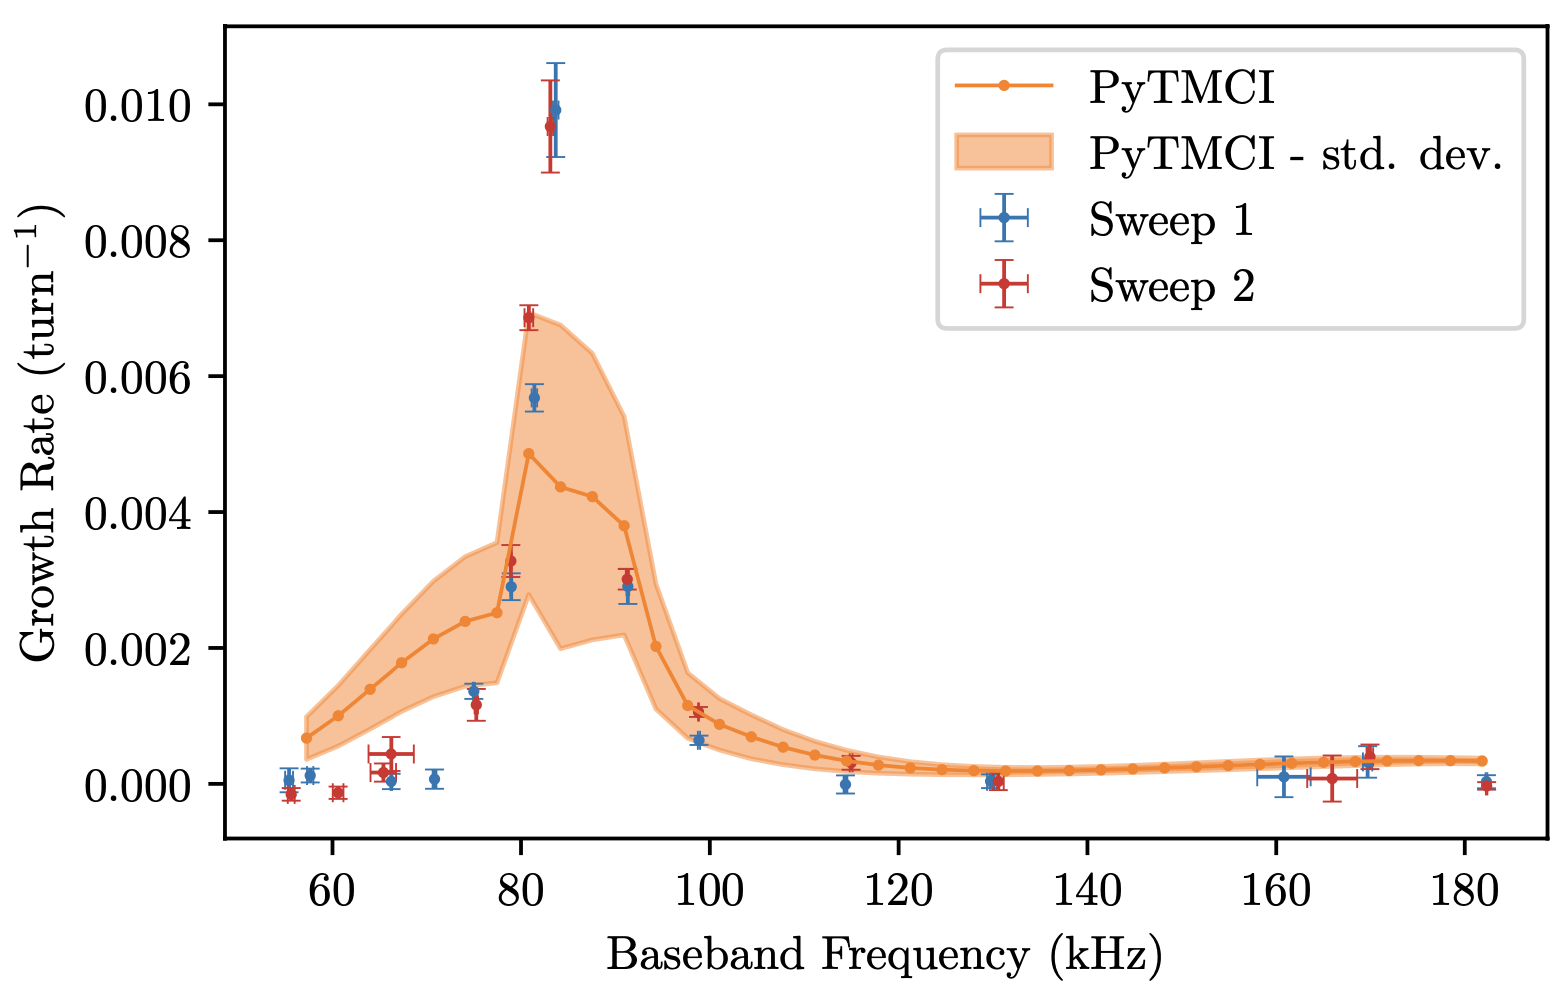 0.010
0.008
0.006
0.004
0.002
0.000
Growth Rate (turn⁻¹)
PyTMCI
PyTMCI - std. dev.
Sweep 1
Sweep 2
60 80 100 120 140 160 180
Baseband Frequency (kHz)